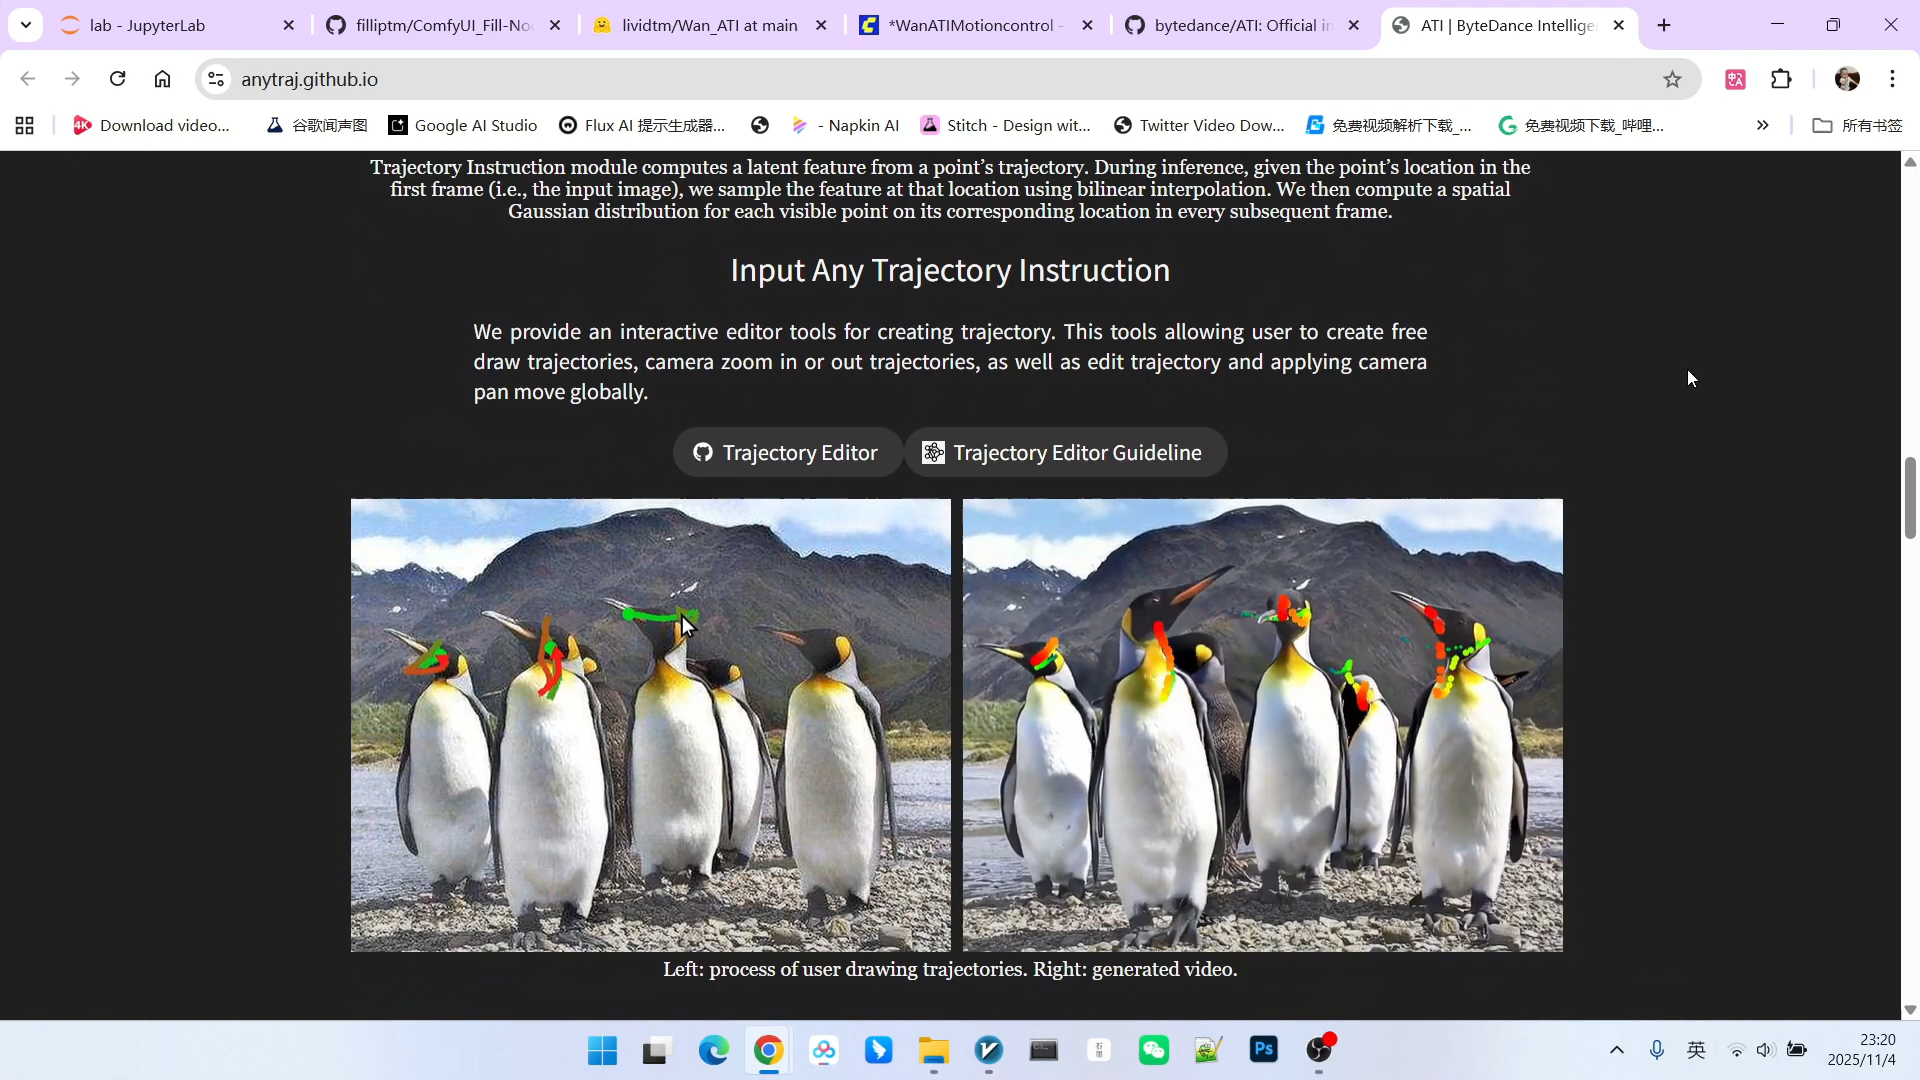 lab - JupyterLab
filliptm/ComfyUI_Fill-No
lividtm/Wan_ATI at main
*WanATIMotioncontrol -
bytedance/ATI: Official in
ATI | ByteDance Intellige
anytraj.github.io
Download video...
谷歌闻声图
Google AI Studio
Flux AI 提示生成器...
- Napkin AI
Stitch - Design wit...
Twitter Video Dow...
免费视频解析下载_...
免费视频下载_哔哩...
所有书签
Trajectory Instruction module computes a latent feature from a point’s trajectory. During inference, given the point’s location in the
first frame (i.e., the input image), we sample the feature at that location using bilinear interpolation. We then compute a spatial
Gaussian distribution for each visible point on its corresponding location in every subsequent frame.
Input Any Trajectory Instruction
We provide an interactive editor tools for creating trajectory. This tools allowing user to create free
draw trajectories, camera zoom in or out trajectories, as well as edit trajectory and applying camera
pan move globally.
Trajectory Editor
Trajectory Editor Guideline
Left: process of user drawing trajectories. Right: generated video.
Ps
英
23:20
2025/11/4